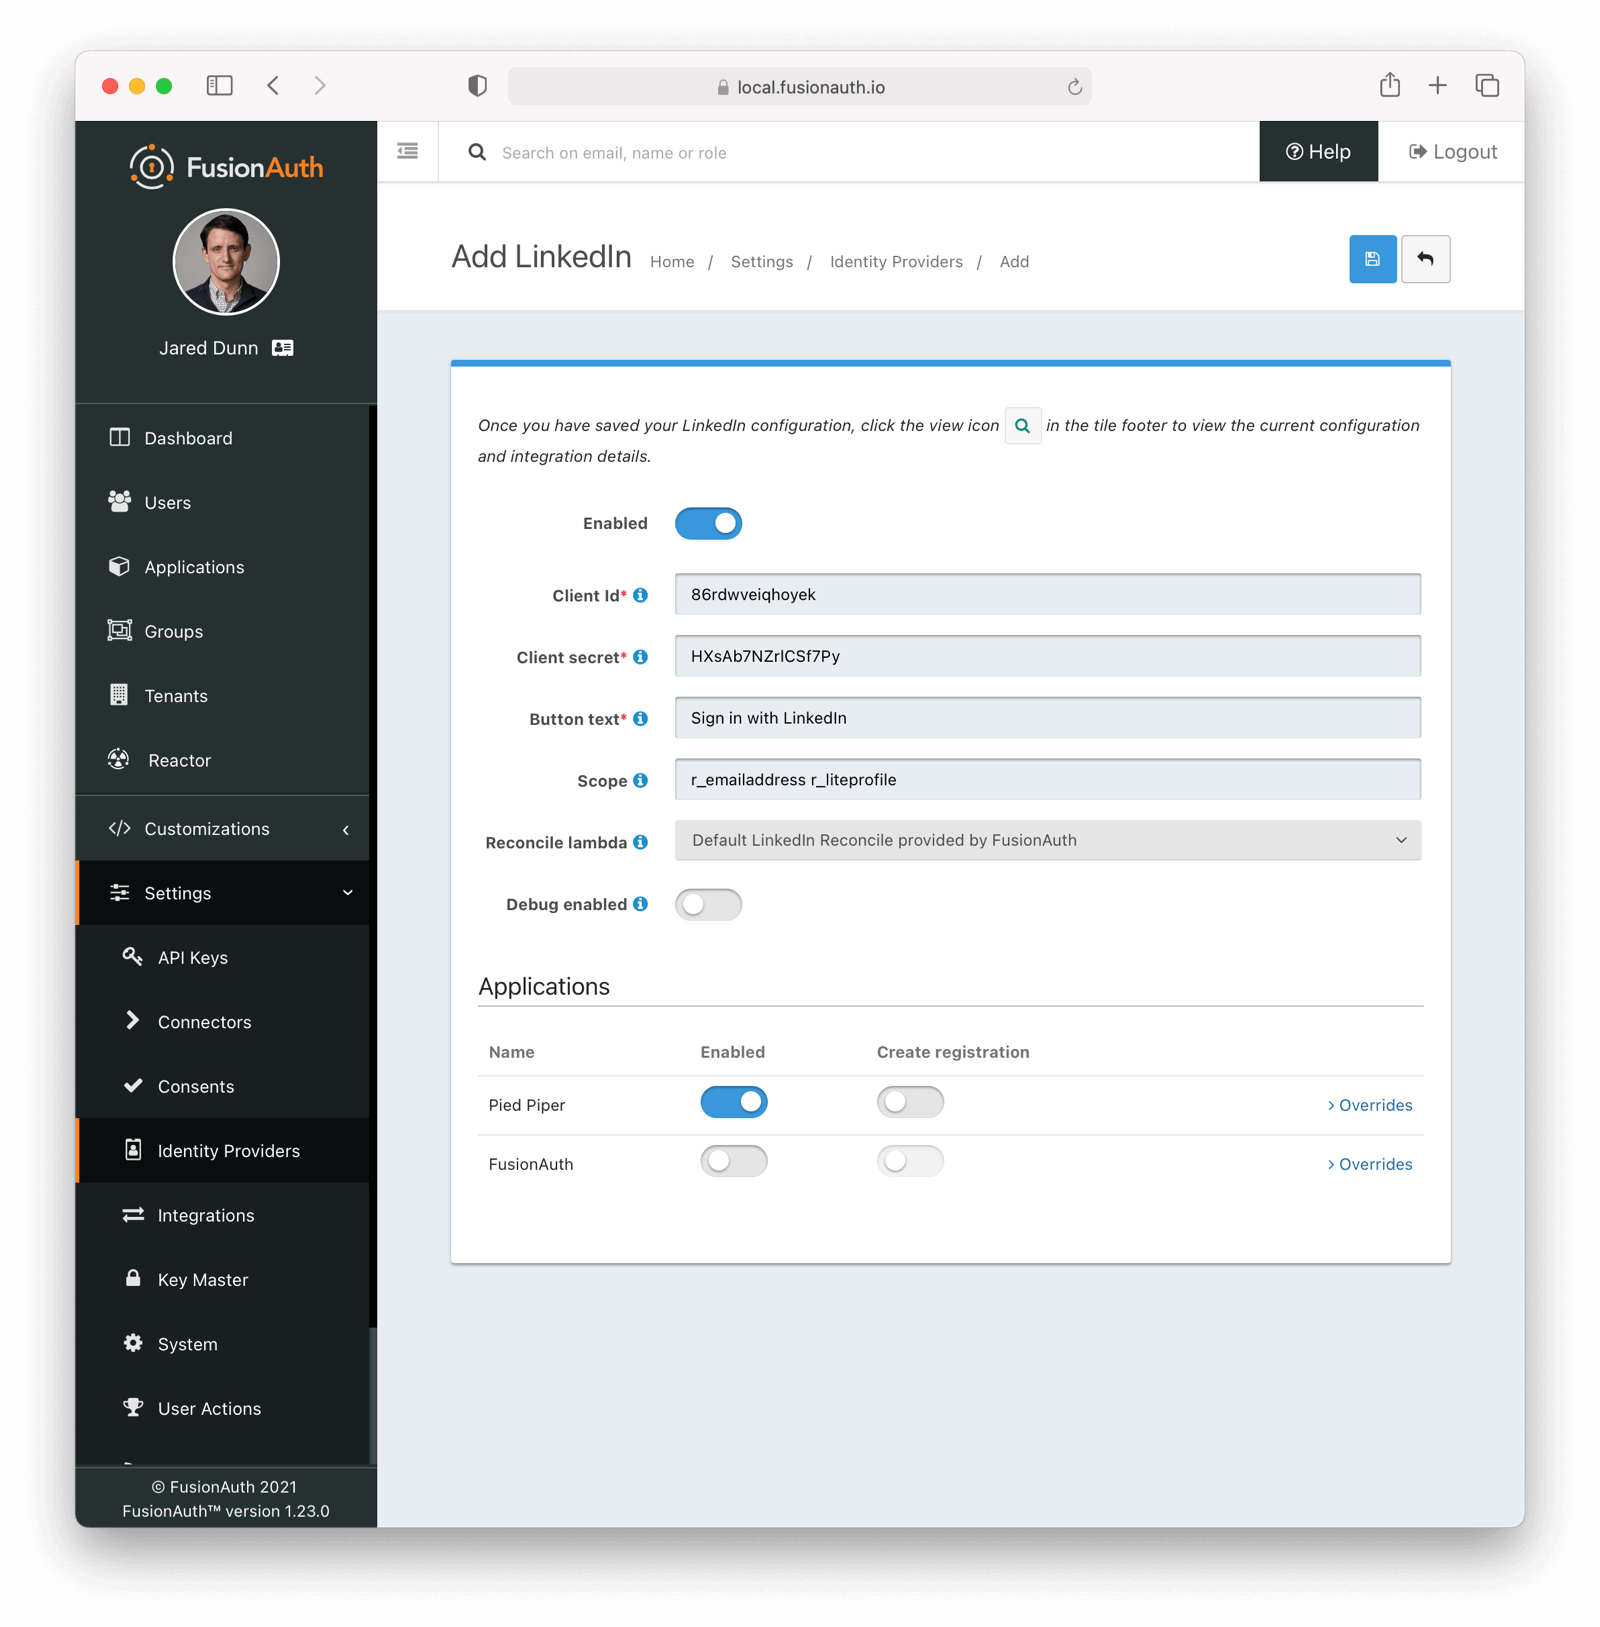 local.fusionauth.io
FusionAuth
Search on email, name or role
Help
Logout
Jared Dunn
Add LinkedIn
Home / Settings / Identity Providers / Add
Dashboard
Users
Applications
Groups
Tenants
Reactor
Customizations
Settings
API Keys
Connectors
Consents
Identity Providers
Integrations
Key Master
System
User Actions
© FusionAuth 2021
FusionAuth™ version 1.23.0
Once you have saved your LinkedIn configuration, click the view icon in the tile footer to view the current configuration
and integration details.
Enabled
Client Id* 86rdwveiqhoyek
Client secret* HXsAb7NZrlCSf7Py
Button text* Sign in with LinkedIn
Scope r_emailaddress r_liteprofile
Reconcile lambda Default LinkedIn Reconcile provided by FusionAuth
Debug enabled
Applications
Name Enabled Create registration
Pied Piper Overrides
FusionAuth Overrides